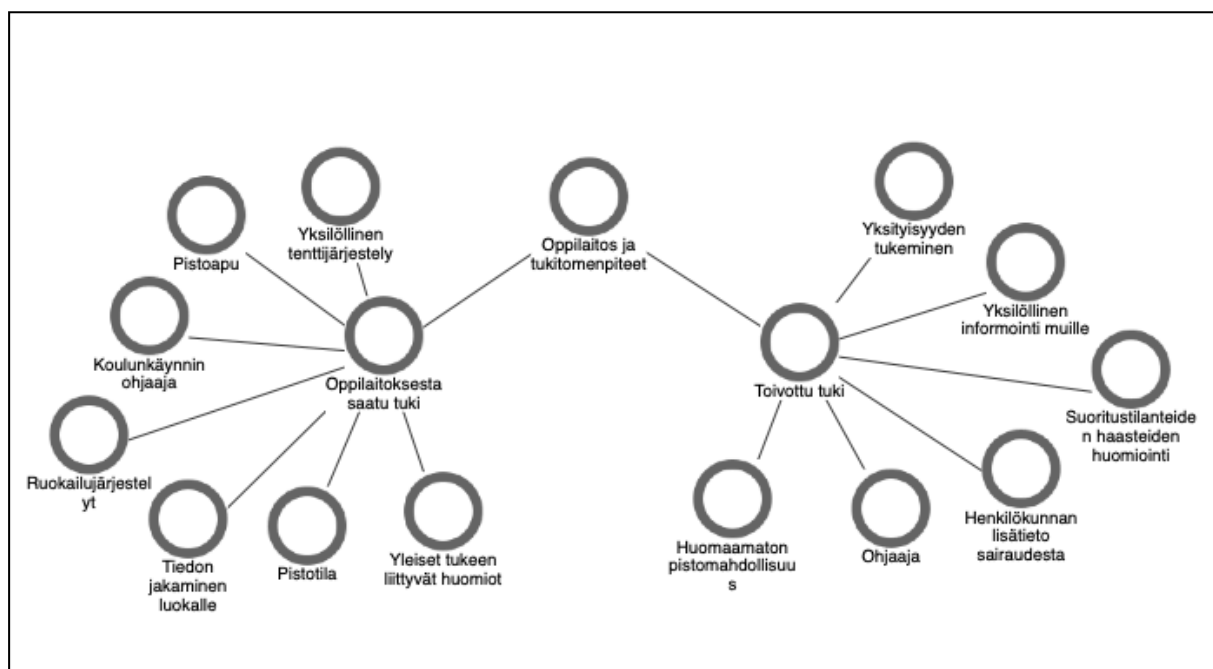 Yksilöllinen
tenttijärjestely
Pistoapu
Oppilaitos ja
tukitomenpiteet
Yksityisyyden
tukeminen
Yksilöllinen
informointi muille
Koulunkäynnin
ohjaaja
Oppilaitoksesta
saatu tuki
Toivottu tuki
Suoritustilanteide
n haasteiden
huomiointi
Ruokailujärjestel
yt
Tiedon
jakaminen
luokalle
Pistotila
Yleiset tukeen
liittyvät huomiot
Huomaamaton
pistomahdollisuu
s
Ohjaaja
Henkilökunnan
lisätieto
sairaudesta